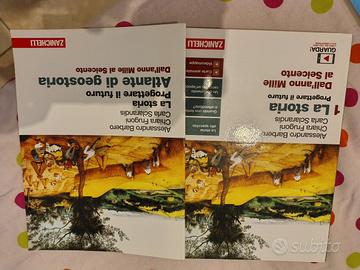 Alessandro Barbero
Chiara Frugoni
Carla Sclarandis
La storia
Progettare il futuro
Atlante di geostoria
Dall'anno Mille al Seicento
ZANICHELLI
Alessandro Barbero
Chiara Frugoni
Carla Sclarandis
1 La storia
Progettare il futuro
Dall'anno Mille
al Seicento
ZANICHELLI
GUARDA!
subito